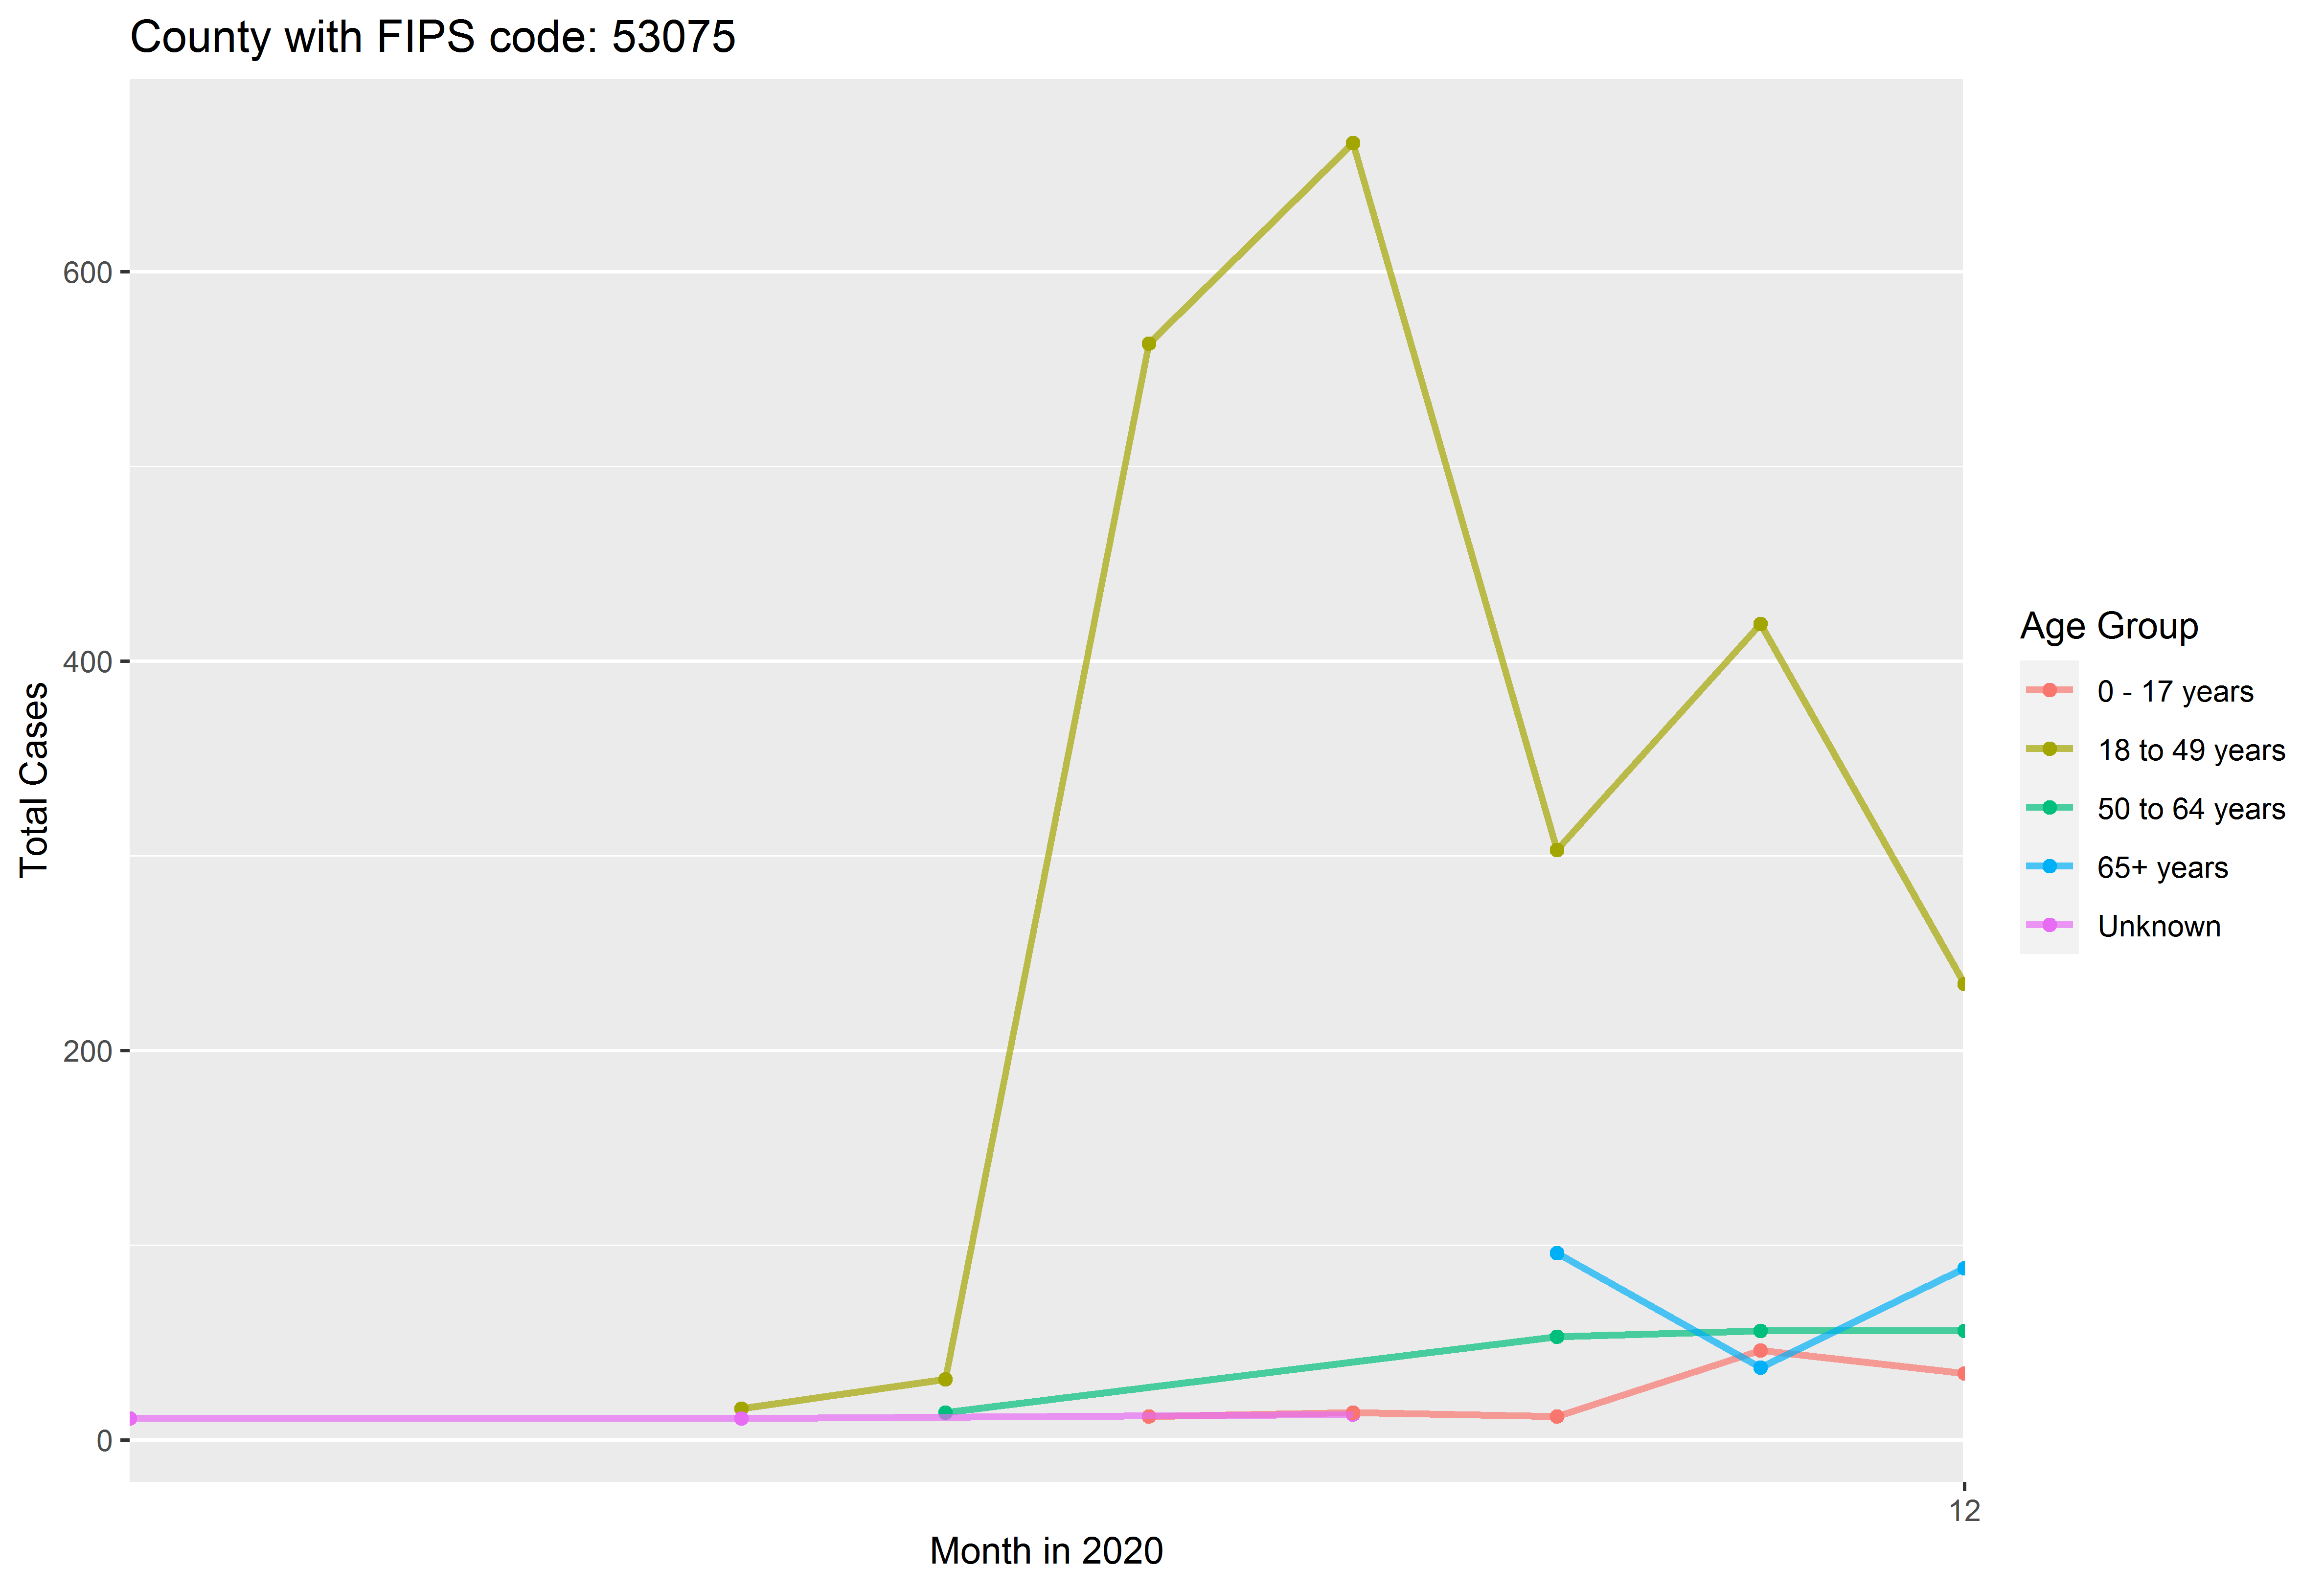 County with FIPS code: 53075
600
400
200
0
Total Cases
12
Month in 2020
Age Group
0 - 17 years
18 to 49 years
50 to 64 years
65+ years
Unknown